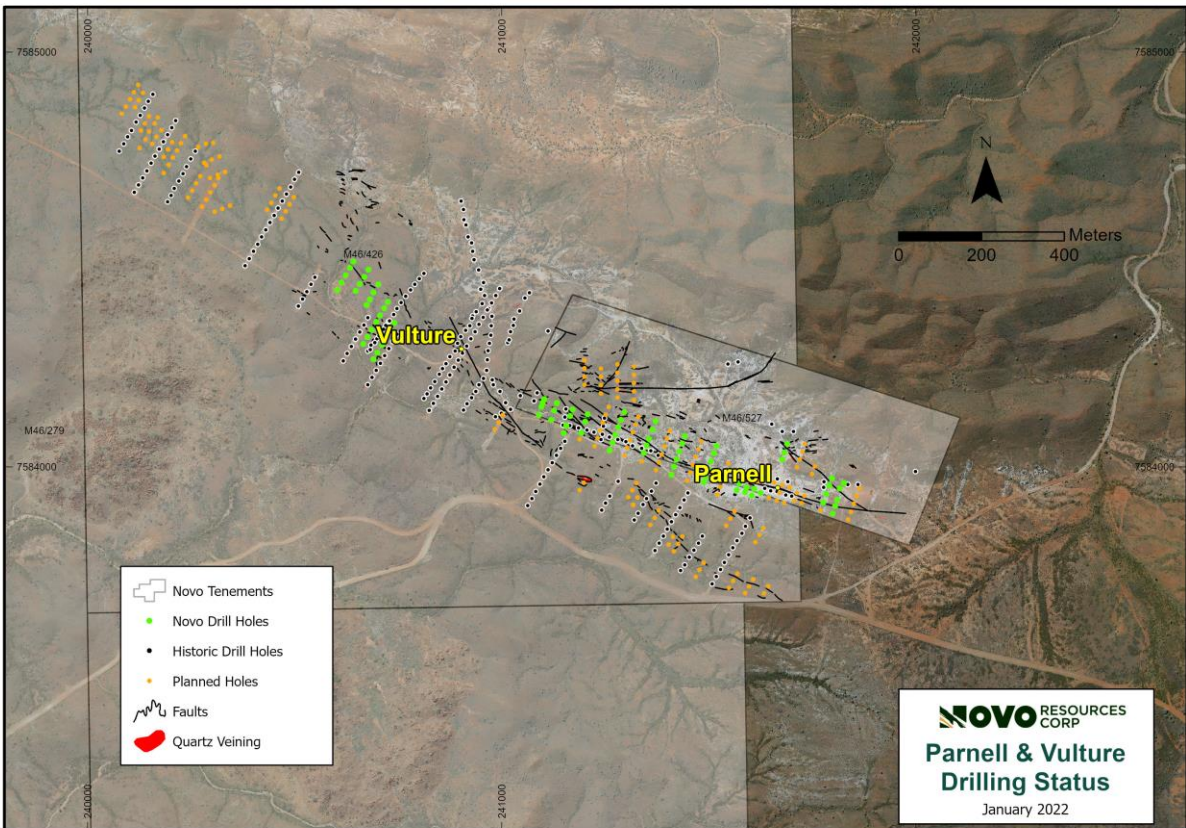 240000
241000
242000
7585000
7585000
N
Meters
0
200
400
M46/426
Vulture
M46/527
M46/279
7584000
Parnell
7584000
Novo Tenements
Novo Drill Holes
Historic Drill Holes
Planned Holes
Faults
Quartz Veining
NOVO RESOURCES CORP
Parnell & Vulture
Drilling Status
January 2022
240000
241000